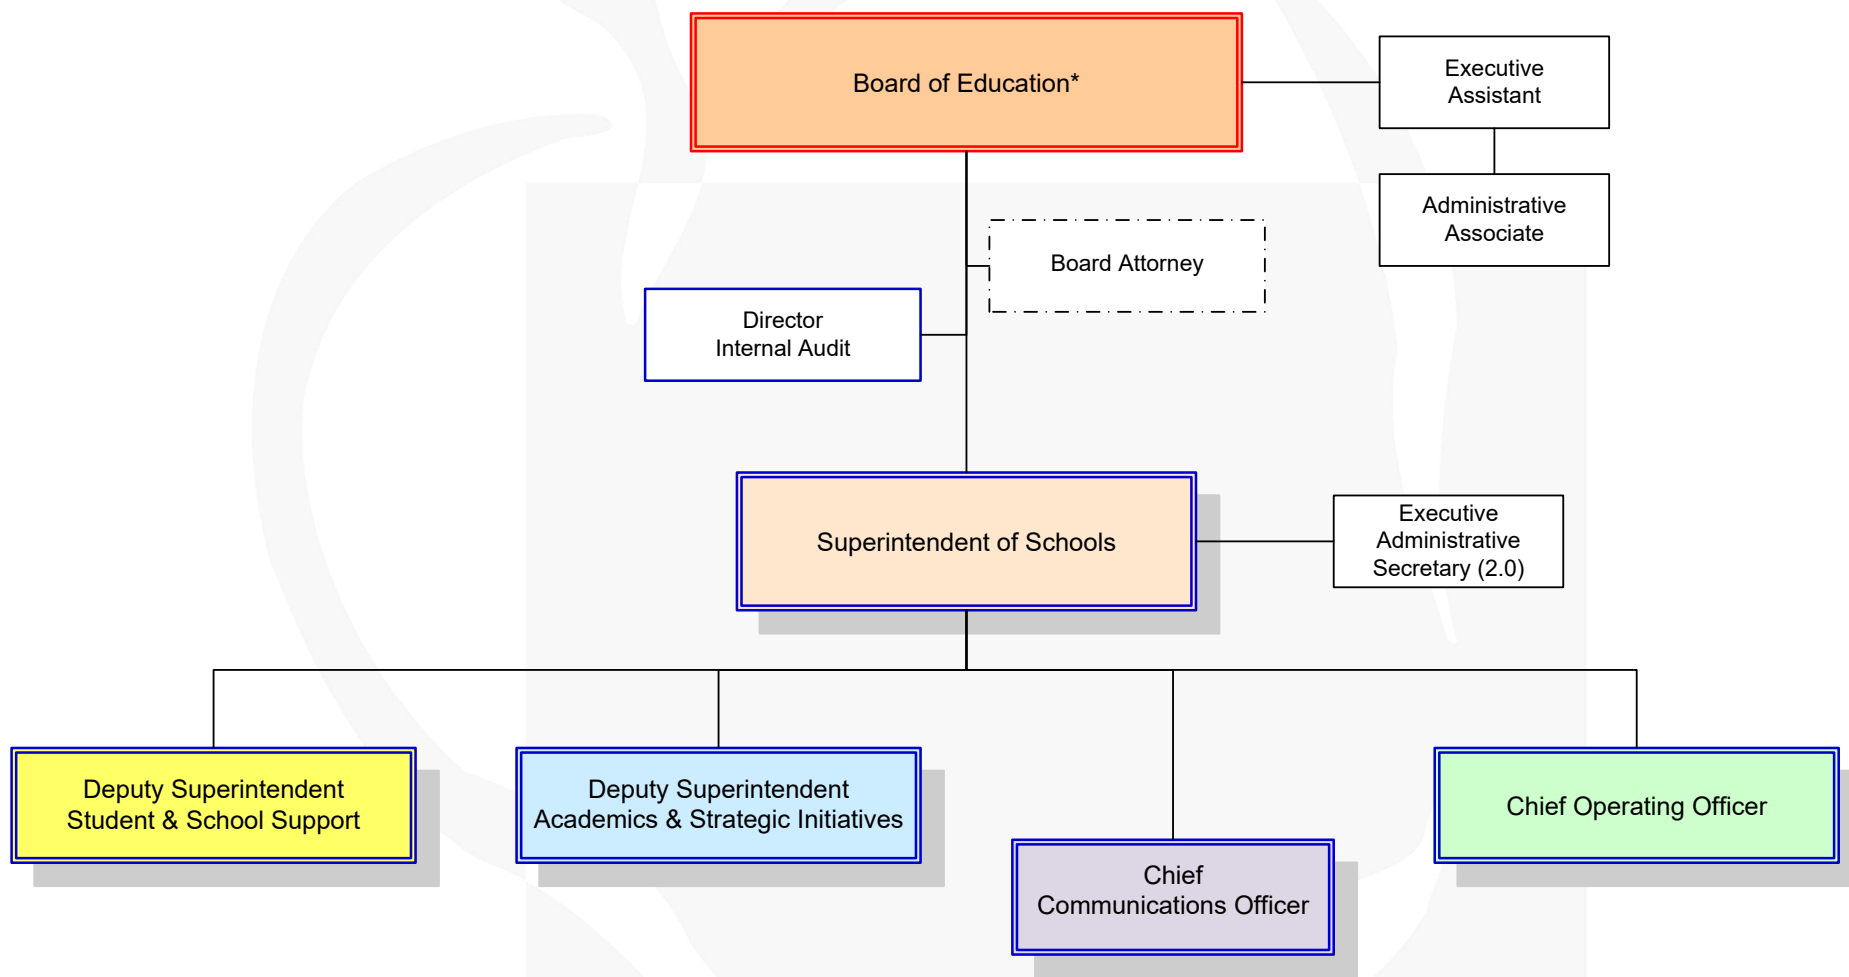 Board of Education*
Executive
Assistant
Administrative
Associate
Board Attorney
Director
Internal Audit
Superintendent of Schools
Executive
Administrative
Secretary (2.0)
Deputy Superintendent
Student & School Support
Deputy Superintendent
Academics & Strategic Initiatives
Chief
Communications Officer
Chief Operating Officer